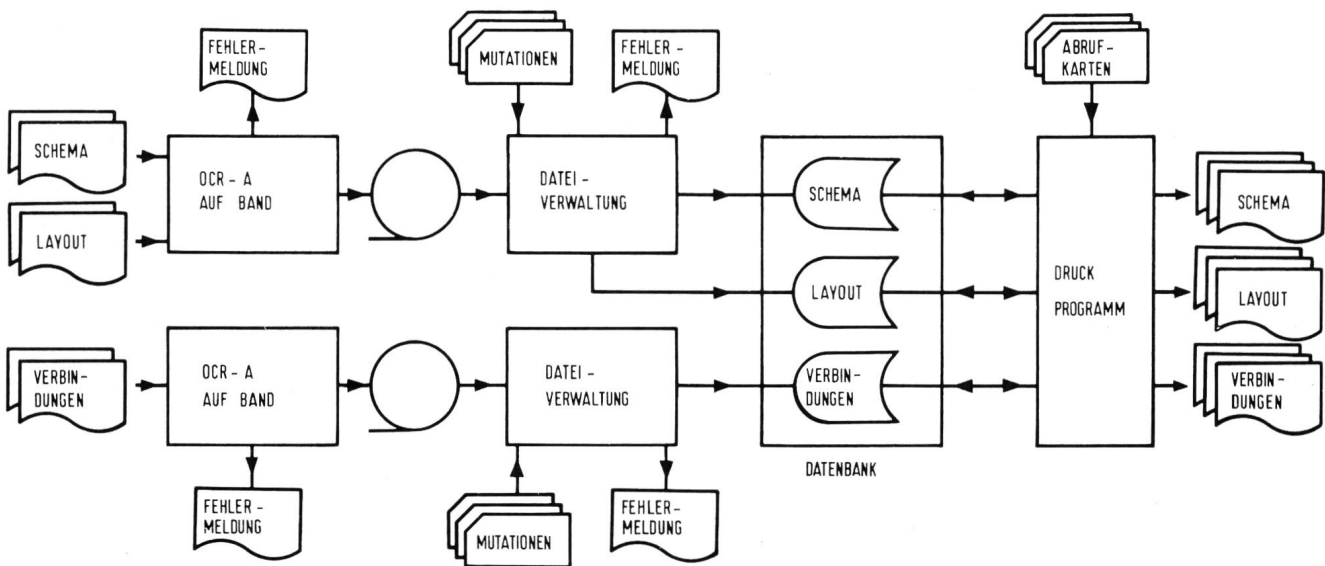 FEHLER -
MELDUNG
MUTATIONEN
FEHLER -
MELDUNG
ABRUF -
KARTEN
SCHEMA
LAYOUT
OCR - A
AUF BAND
DATEI -
VERWALTUNG
SCHEMA
LAYOUT
DRUCK
PROGRAMM
SCHEMA
LAYOUT
VERBIN -
DUNGEN
VERBIN -
DUNGEN
OCR - A
AUF BAND
DATEI -
VERWALTUNG
VERBIN -
DUNGEN
DATENBANK
FEHLER -
MELDUNG
MUTATIONEN
FEHLER -
MELDUNG